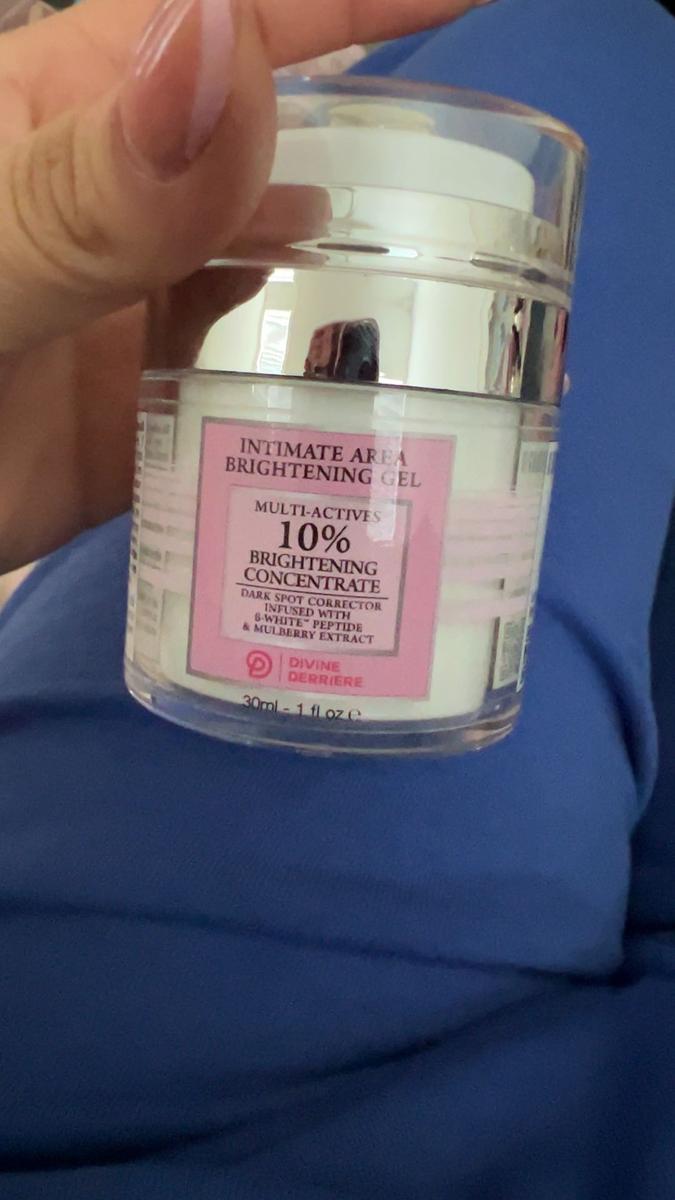 INTIMATE AREA
BRIGHTENING GEL
MULTI-ACTIVES
10%
BRIGHTENING
CONCENTRATE
DARK SPOT CORRECTOR
INFUSED WITH
ß-WHITE™ PEPTIDE
& MULBERRY EXTRACT
DIVINE
DERRIERE
30ml - 1 fl oz ℮